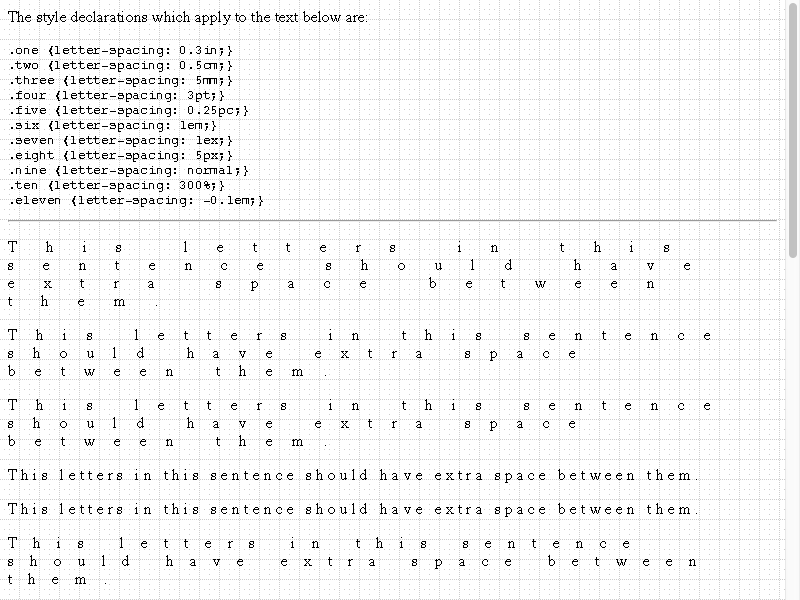 The style declarations which apply to the text below are:
.one {letter-spacing: 0.3in;}
.two {letter-spacing: 0.5cm;}
.three {letter-spacing: 5mm;}
.four {letter-spacing: 3pt;}
.five {letter-spacing: 0.25pc;}
.six {letter-spacing: 1em;}
.seven {letter-spacing: 1ex;}
.eight {letter-spacing: 5px;}
.nine {letter-spacing: normal;}
.ten {letter-spacing: 300%;}
.eleven {letter-spacing: -0.1em;}
This letters in this
sentence should have
extra space between
them.
This letters in this sentence
should have extra space
between them.
This letters in this sentence
should have extra space
between them.
This letters in this sentence should have extra space between them.
This letters in this sentence should have extra space between them.
This letters in this sentence
should have extra space between
them.